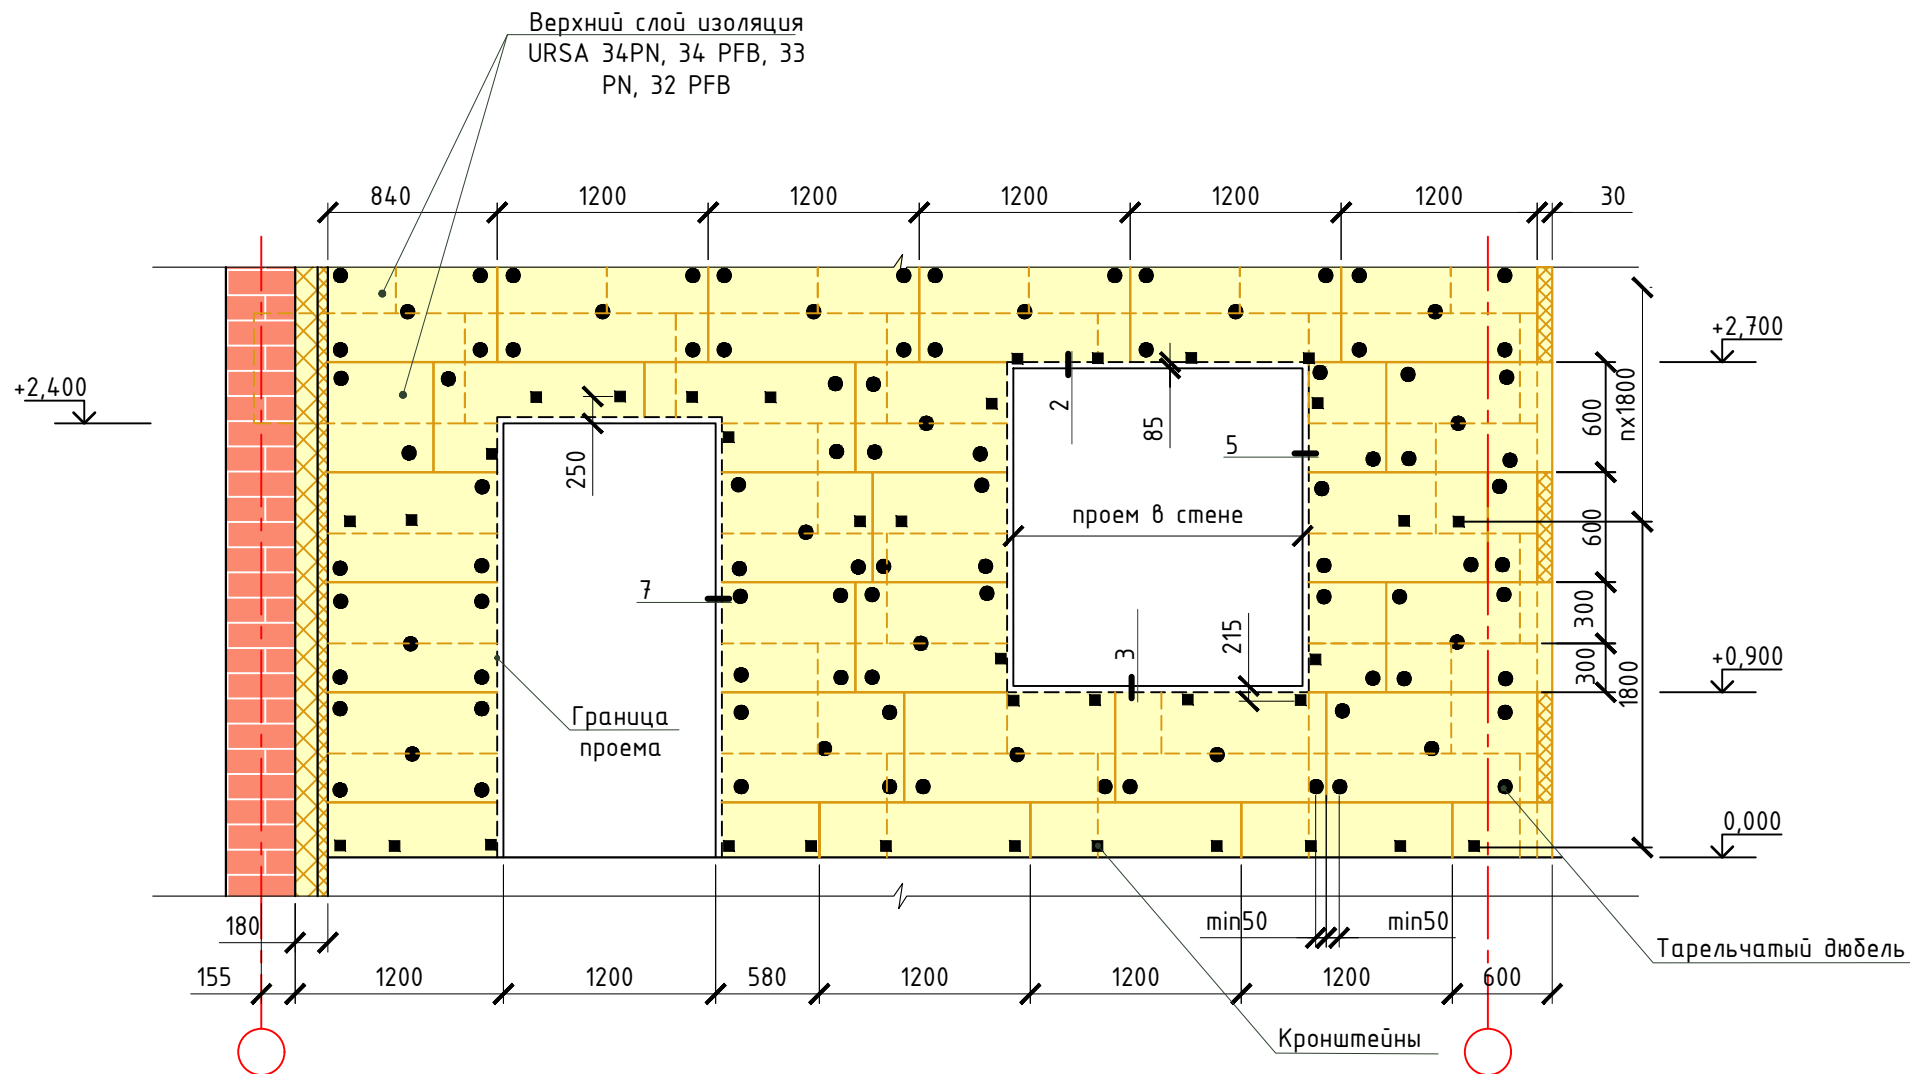 Верхний слой изоляция
URSA 34PN, 34 PFB, 33
PN, 32 PFB
840
1200
1200
1200
1200
1200
30
+2,700
+2,400
2
85
5
600
nx1800
250
проем в стене
600
7
300
3
215
300
1800
+0,900
Граница
проема
0,000
180
min50
min50
Тарельчатый дюбель
155
1200
1200
580
1200
1200
1200
600
Кронштейны